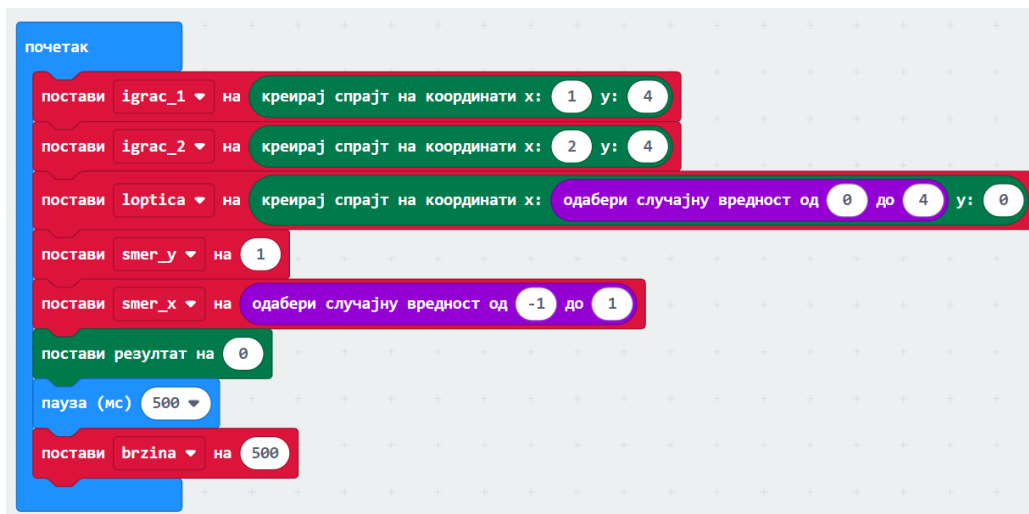 почетак
постави igrac_1 на креирај спрајт на координати x: 1 y: 4
постави igrac_2 на креирај спрајт на координати x: 2 y: 4
постави loptica на креирај спрајт на координати x: одабери случајну вредност од 0 до 4 y: 0
постави smer_y на 1
постави smer_x на одабери случајну вредност од -1 до 1
постави резултат на 0
пауза (мс) 500
постави brzina на 500